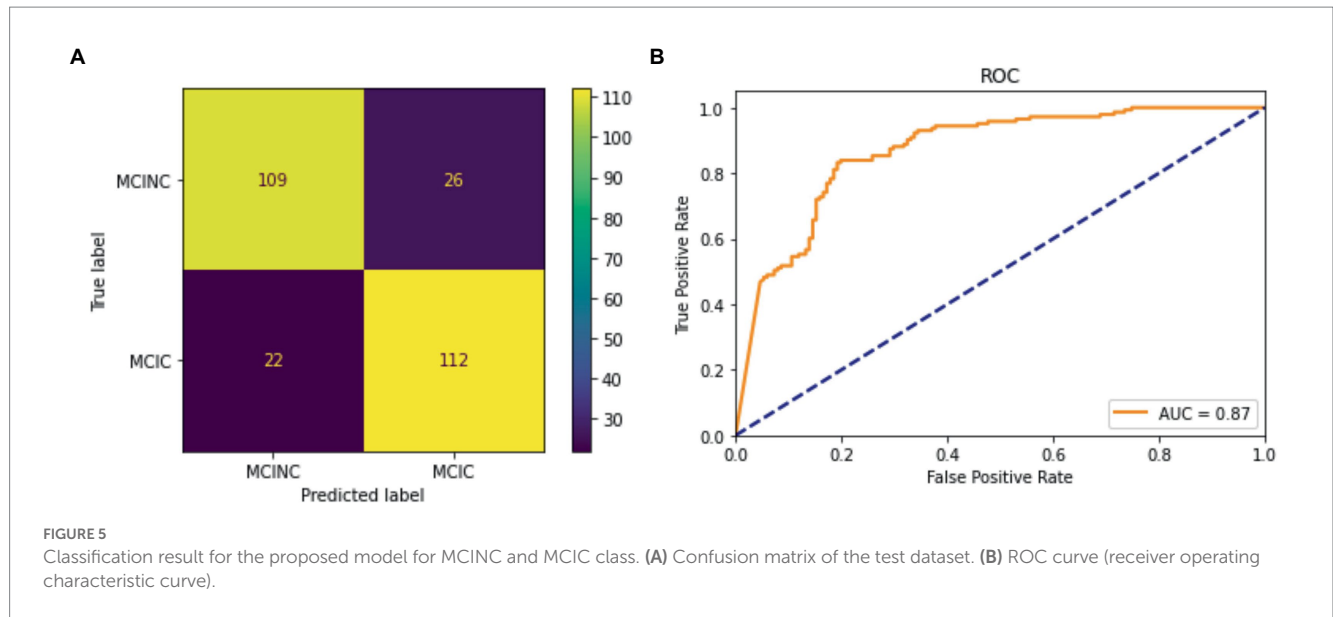 A
MCINC
MCIC
True label
109
26
22
112
MCINC
MCIC
Predicted label
110
100
90
80
70
60
50
40
30
B
ROC
1.0
0.8
0.6
0.4
0.2
0.0
True Positive Rate
AUC = 0.87
0.0
0.2
0.4
0.6
0.8
1.0
False Positive Rate
FIGURE 5
Classification result for the proposed model for MCINC and MCIC class. (A) Confusion matrix of the test dataset. (B) ROC curve (receiver operating
characteristic curve).